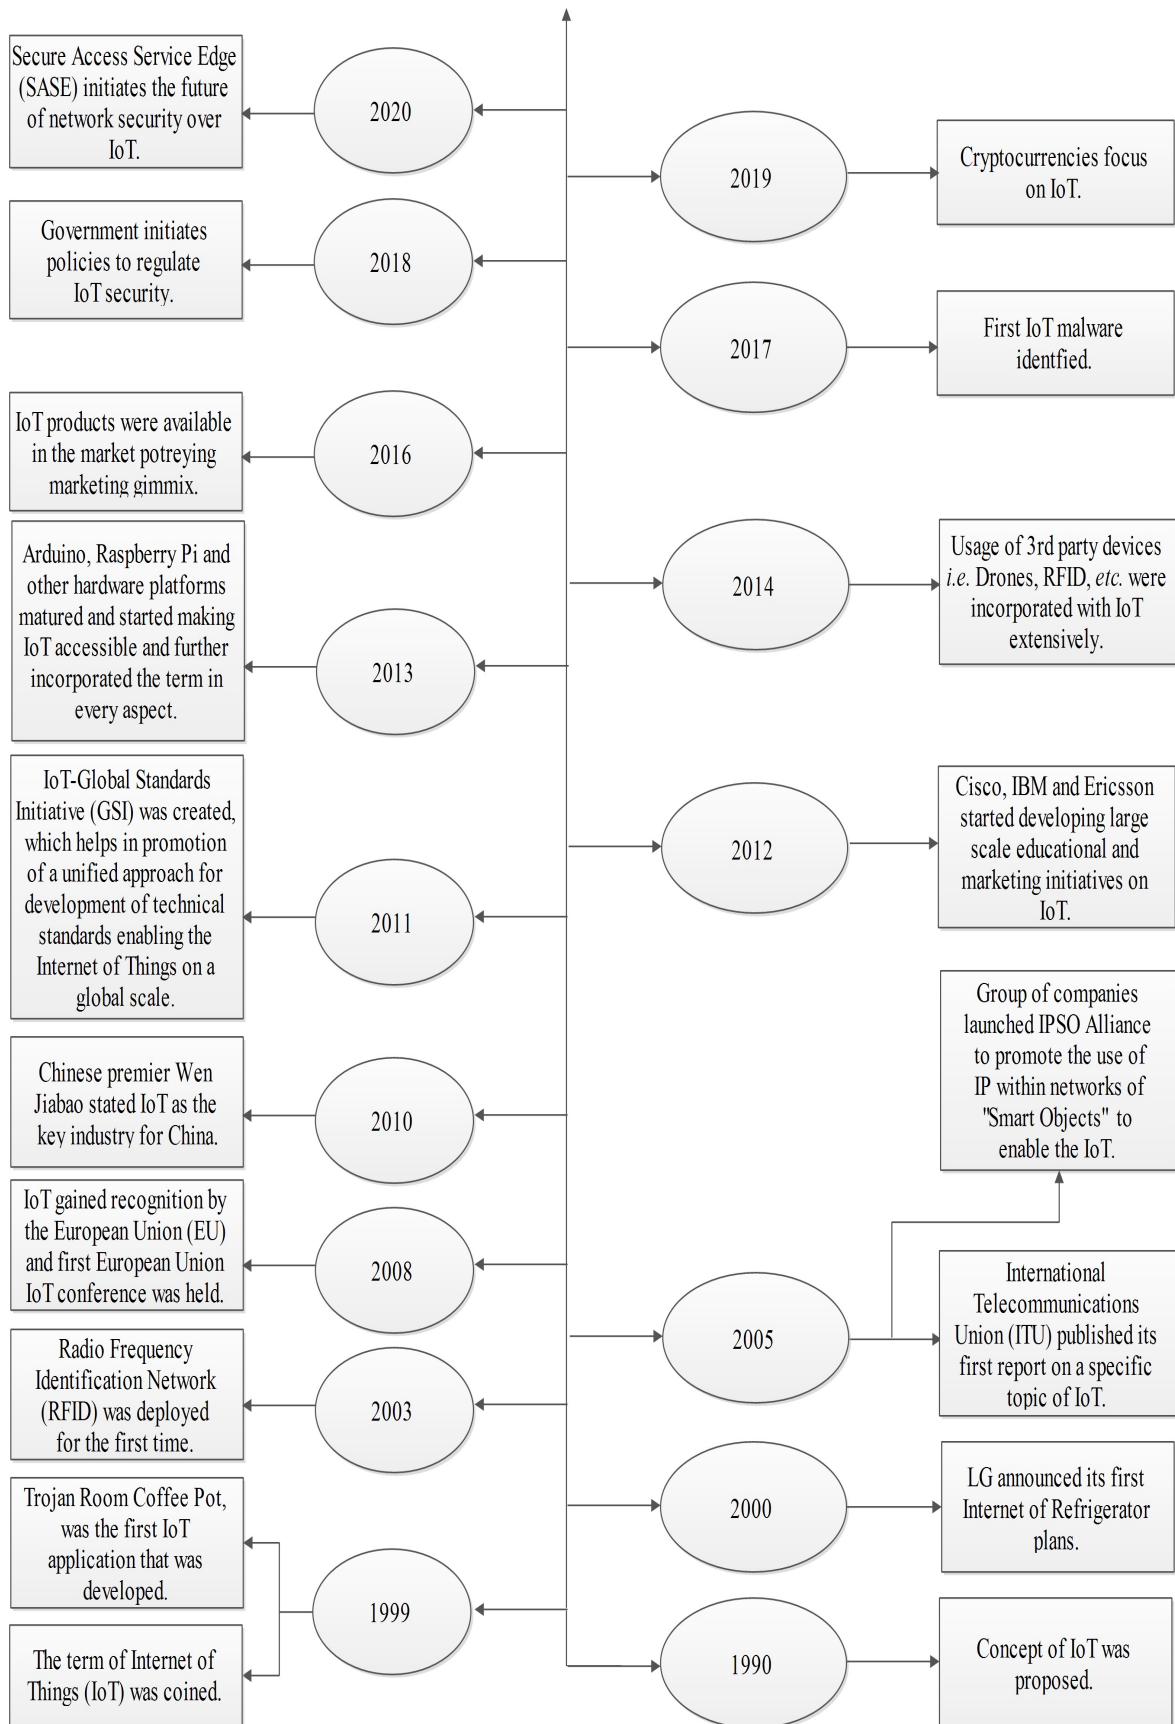 Secure Access Service Edge
(SASE) initiates the future
of network security over
IoT.
2020
2019
Cryptocurrencies focus
on IoT.
Government initiates
policies to regulate
IoT security.
2018
2017
First IoT malware
identfied.
IoT products were available
in the market potreying
marketing gimmix.
2016
2014
Usage of 3rd party devices
i.e. Drones, RFID, etc. were
incorporated with IoT
extensively.
Arduino, Raspberry Pi and
other hardware platforms
matured and started making
IoT accessible and further
incorporated the term in
every aspect.
2013
2012
Cisco, IBM and Ericsson
started developing large
scale educational and
marketing initiatives on
IoT.
IoT-Global Standards
Initiative (GSI) was created,
which helps in promotion
of a unified approach for
development of technical
standards enabling the
Internet of Things on a
global scale.
2011
Group of companies
launched IPSO Alliance
to promote the use of
IP within networks of
"Smart Objects" to
enable the IoT.
Chinese premier Wen
Jiabao stated IoT as the
key industry for China.
2010
IoT gained recognition by
the European Union (EU)
and first European Union
IoT conference was held.
2008
2005
International
Telecommunications
Union (ITU) published its
first report on a specific
topic of IoT.
Radio Frequency
Identification Network
(RFID) was deployed
for the first time.
2003
2000
LG announced its first
Internet of Refrigerator
plans.
Trojan Room Coffee Pot,
was the first IoT
application that was
developed.
1999
The term of Internet of
Things (IoT) was coined.
1990
Concept of IoT was
proposed.